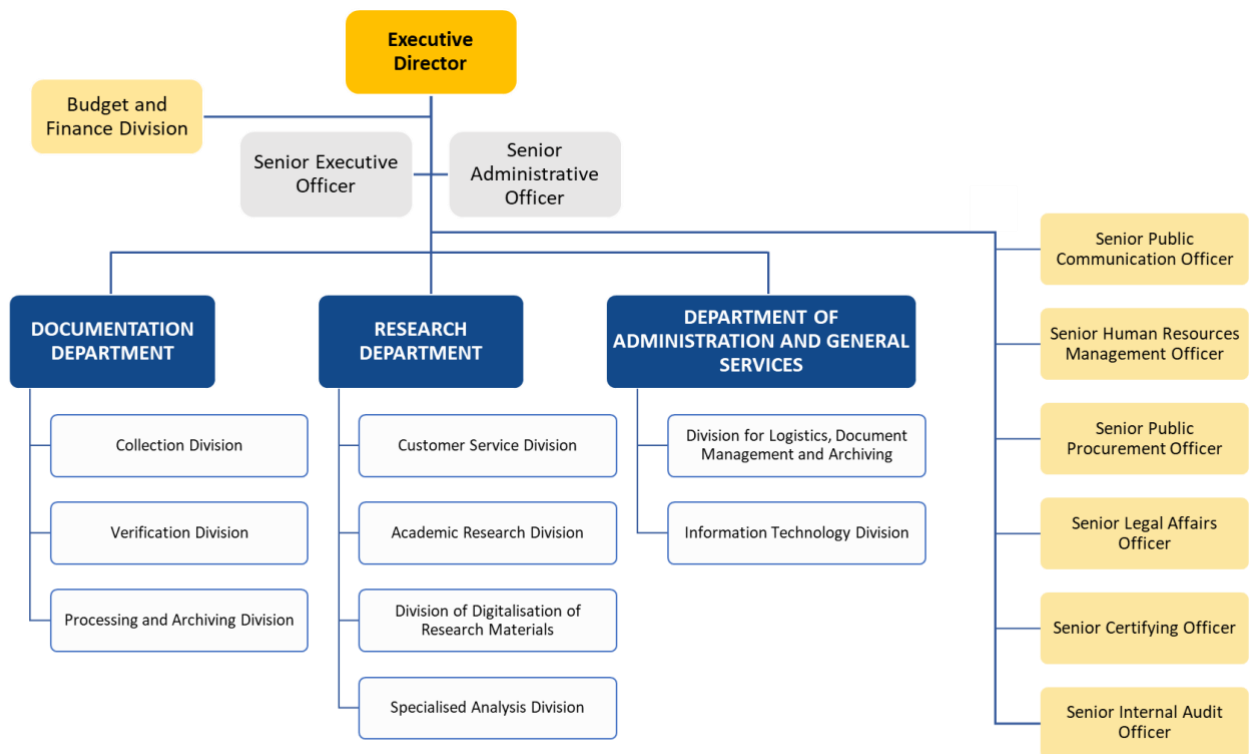 Executive
Director
Budget and
Finance Division
Senior Executive
Officer
Senior
Administrative
Officer
DOCUMENTATION
DEPARTMENT
Collection Division
Verification Division
Processing and Archiving Division
RESEARCH
DEPARTMENT
Customer Service Division
Academic Research Division
Division of Digitalisation of
Research Materials
Specialised Analysis Division
DEPARTMENT OF
ADMINISTRATION AND GENERAL
SERVICES
Division for Logistics, Document
Management and Archiving
Information Technology Division
Senior Public
Communication Officer
Senior Human Resources
Management Officer
Senior Public
Procurement Officer
Senior Legal Affairs
Officer
Senior Certifying Officer
Senior Internal Audit
Officer